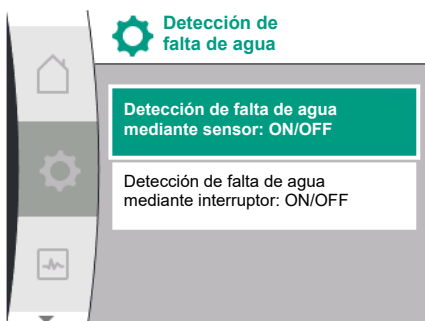 Detección de
falta de agua
Detección de falta de agua
mediante sensor: ON/OFF
Detección de falta de agua
mediante interruptor: ON/OFF